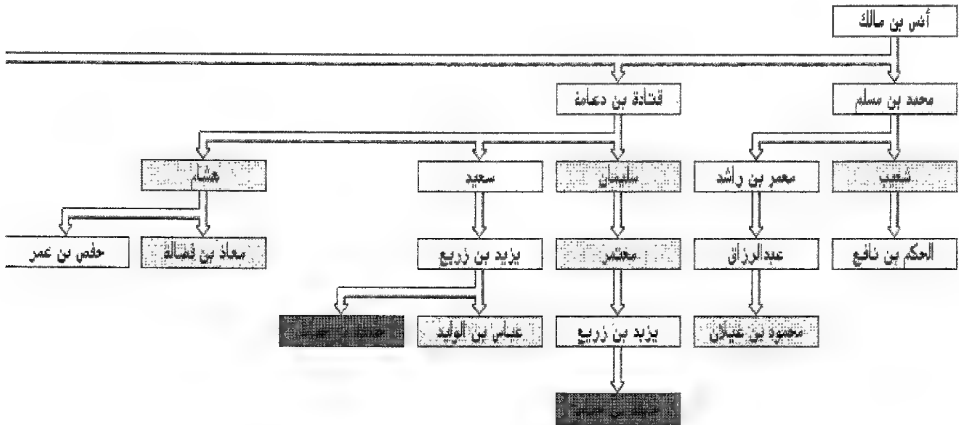 أنس بن مالك
محمد بن مسلم
قتادة بن دعامة
شعيب
معمر بن راشد
سليمان
سعيد
هشام
الحكم بن نافع
عبدالرزاق
معتمر
يزيد بن زريع
معاذ بن فضالة
حفص بن عمر
محمود بن غيلان
يزيد بن زريع
عباس بن الوليد